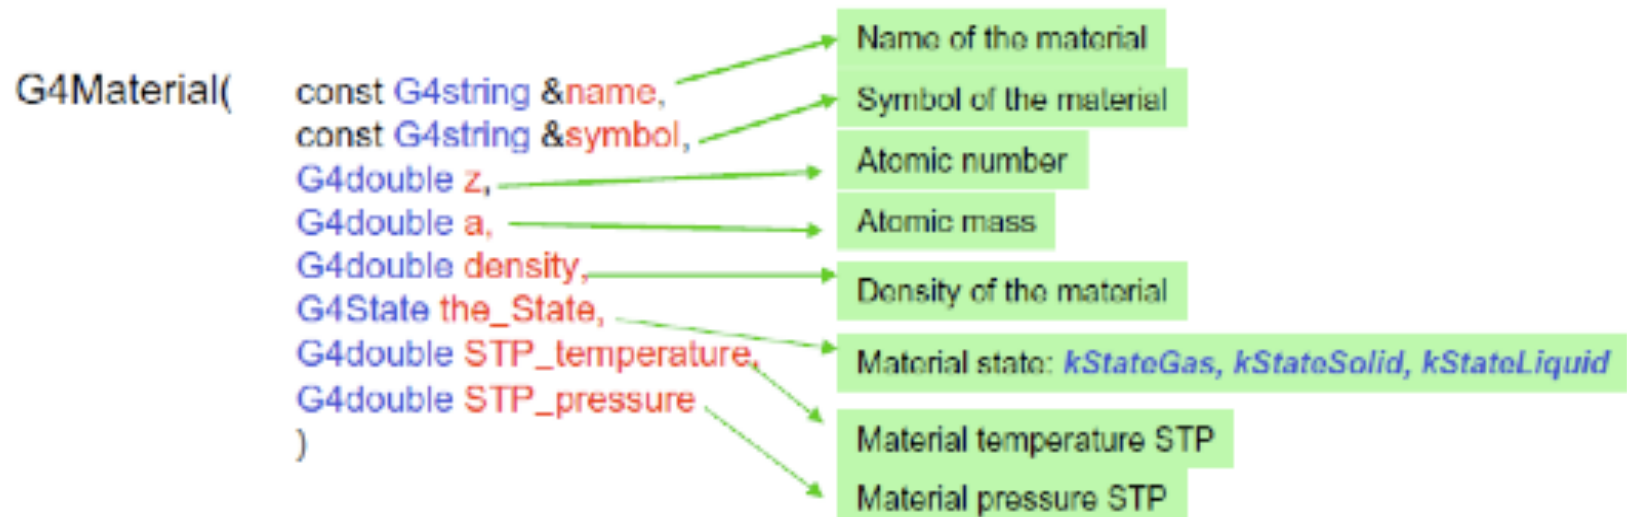 G4Material( const G4string &name,
const G4string &symbol,
G4double z,
G4double a,
G4double density,
G4State the_State,
G4double STP_temperature,
G4double STP_pressure
)
Name of the material
Symbol of the material
Atomic number
Atomic mass
Density of the material
Material state: kStateGas, kStateSolid, kStateLiquid
Material temperature STP
Material pressure STP